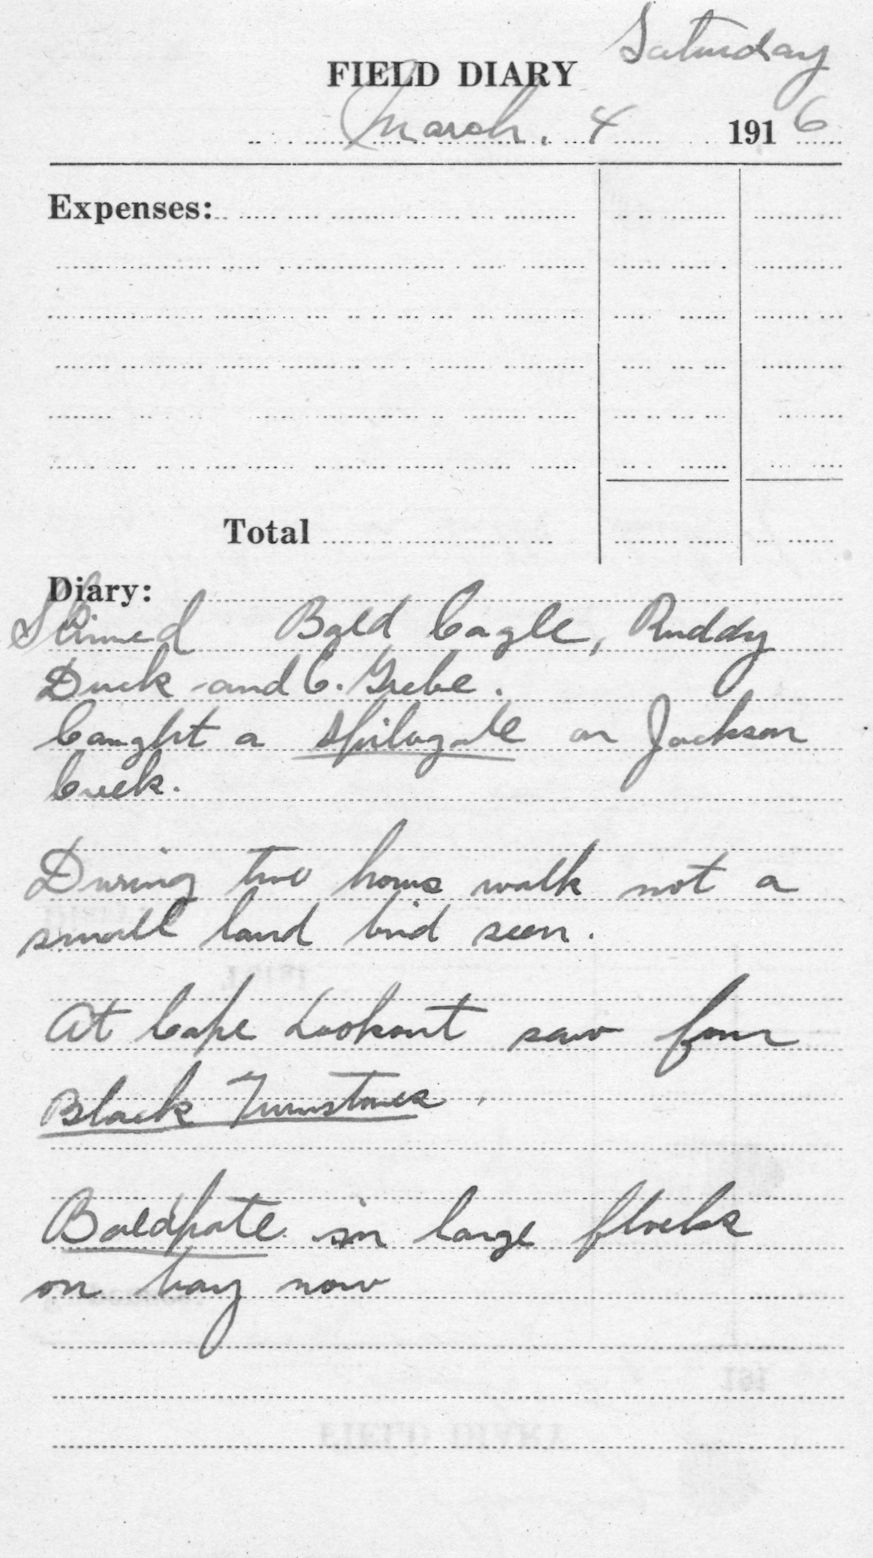 Saturday
FIELD DIARY
March. 4 1916
Expenses:
Total
Diary:
Skinned Bald Eagle, Ruddy
Duck and E. Grebe.
Caught a Spilogale on Jackson
Creek.
During two hours walk not a
small land bird seen.
At Cape Lookout saw four
Black Turnstones.
Baldpate in large flocks
on bay now